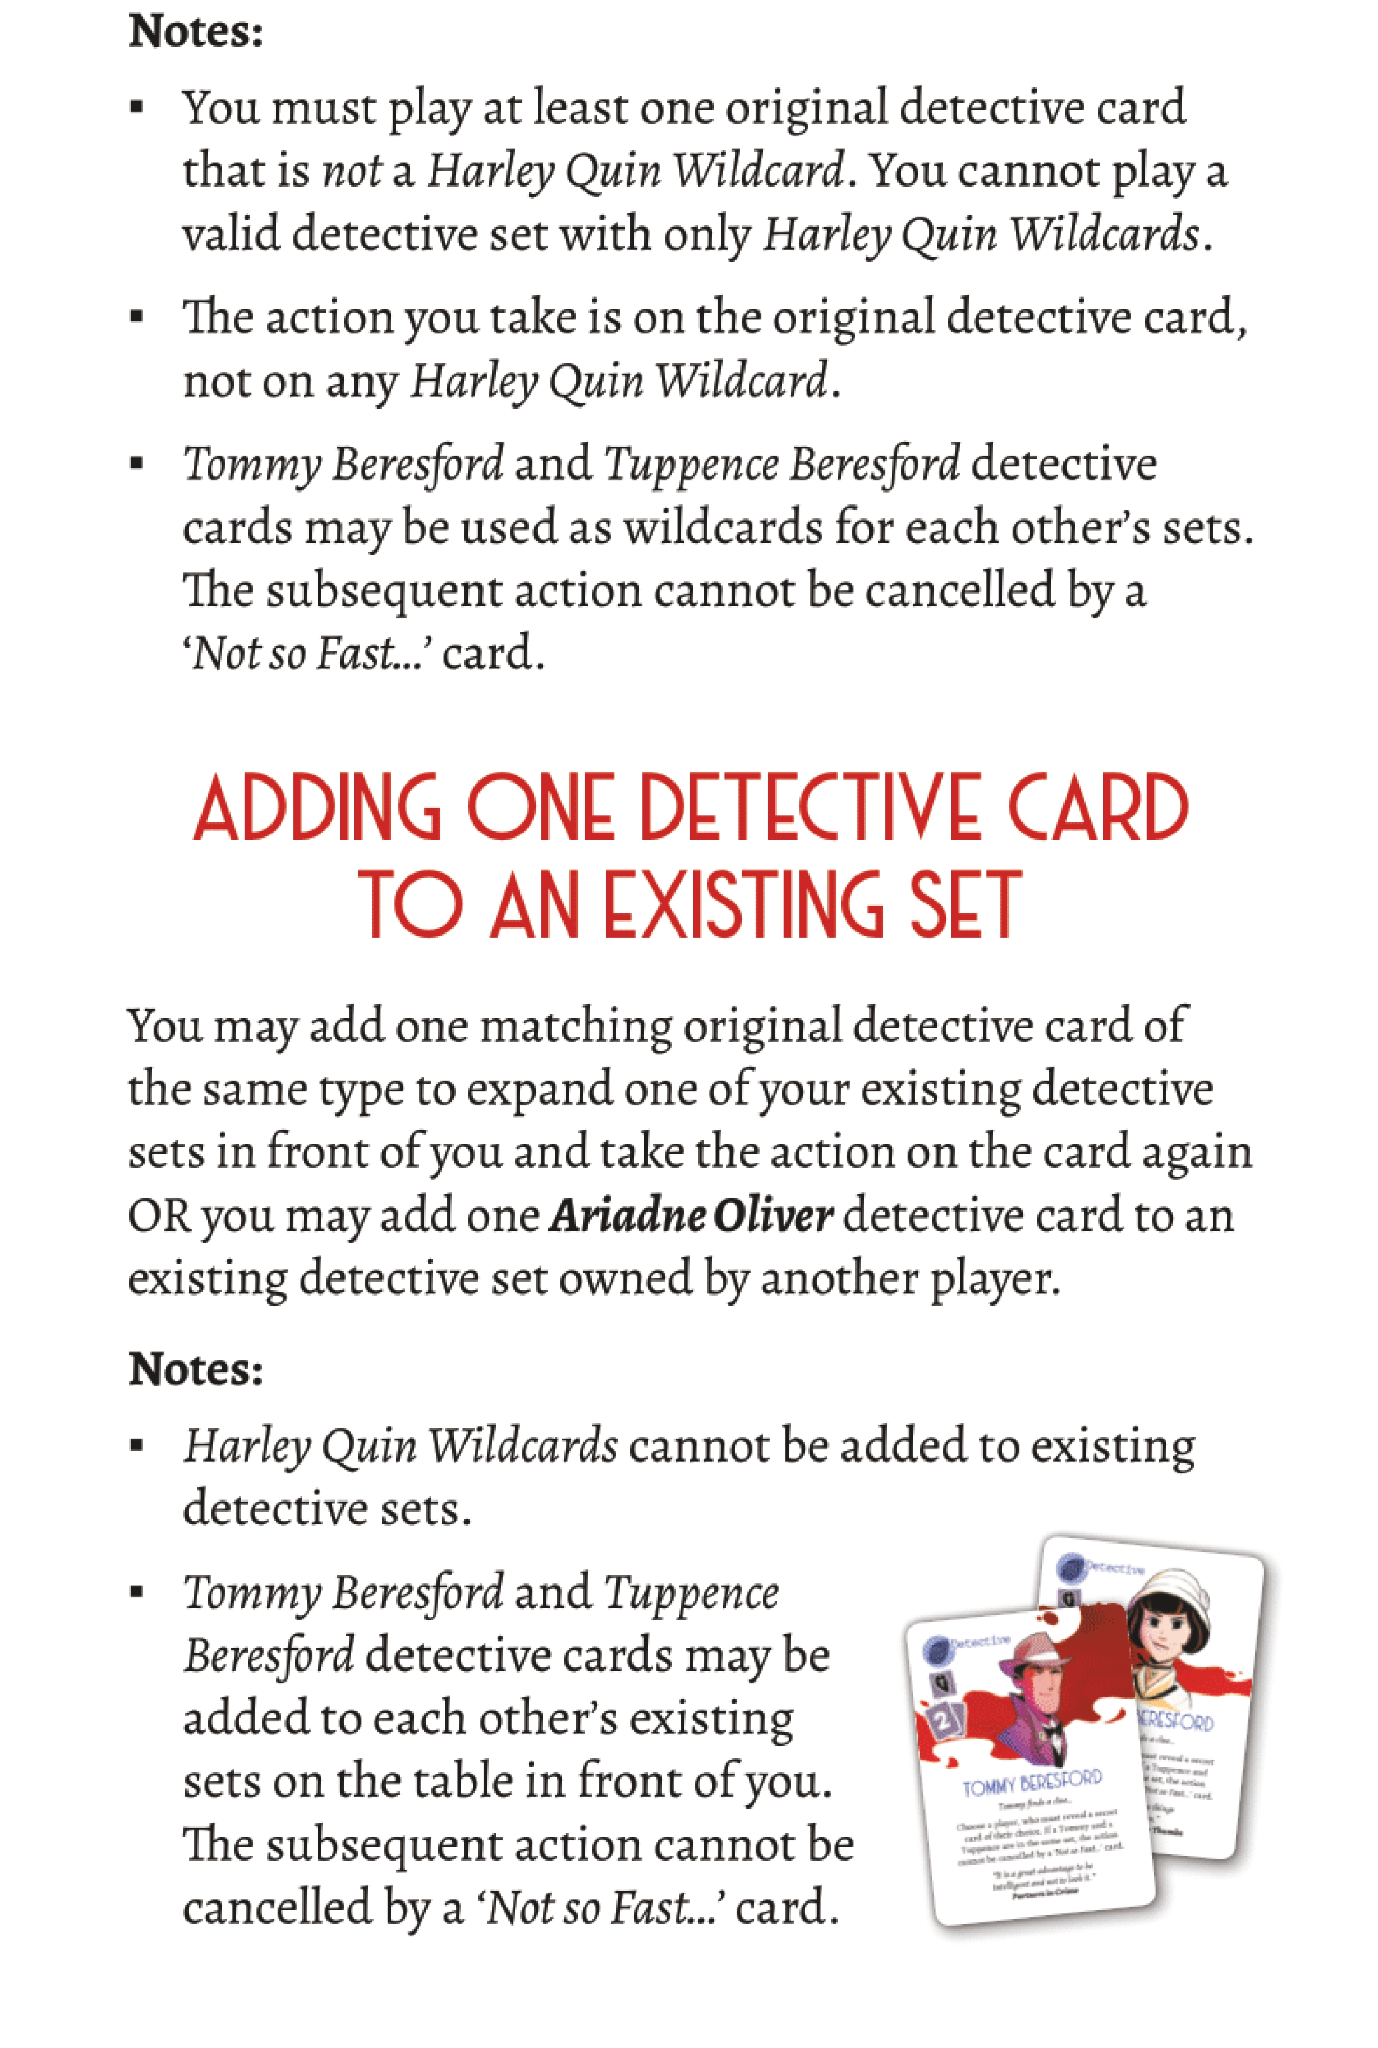 Notes:
▪ You must play at least one original detective card
that is not a Harley Quin Wildcard. You cannot play a
valid detective set with only Harley Quin Wildcards.
▪ The action you take is on the original detective card,
not on any Harley Quin Wildcard.
▪ Tommy Beresford and Tuppence Beresford detective
cards may be used as wildcards for each other’s sets.
The subsequent action cannot be cancelled by a
‘Not so Fast...’ card.
ADDING ONE DETECTIVE CARD
TO AN EXISTING SET
You may add one matching original detective card of
the same type to expand one of your existing detective
sets in front of you and take the action on the card again
OR you may add one Ariadne Oliver detective card to an
existing detective set owned by another player.
Notes:
▪ Harley Quin Wildcards cannot be added to existing
detective sets.
▪ Tommy Beresford and Tuppence
Beresford detective cards may be
added to each other’s existing
sets on the table in front of you.
The subsequent action cannot be
cancelled by a ‘Not so Fast...’ card.
Detective
BERESFORD
Detective
2
TOMMY BERESFORD
Tommy finds a clue...
Choose a player, who must reveal a secret
card of their choice. If a Tommy and a
Tuppence are in the same set, the action
cannot be cancelled by a 'Not so Fast...' card.
"It is a great advantage to be
intelligent and not to look it."
Partners in Crime